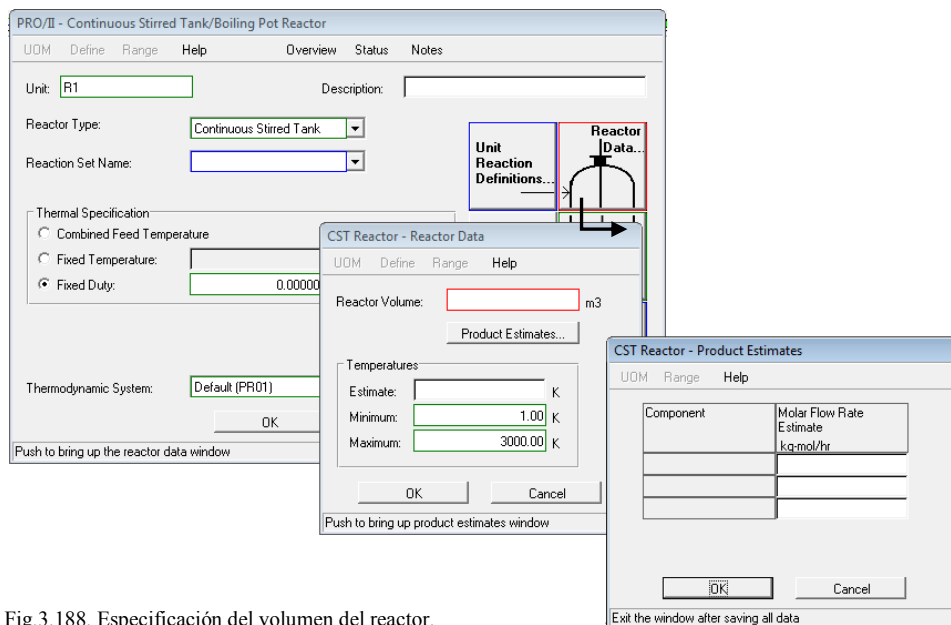 PRO/II - Continuous Stirred Tank/Boiling Pot Reactor
UOM Define Range Help Overview Status Notes
Unit: R1 Description:
Reactor Type: Continuous Stirred Tank
Reaction Set Name:
Unit Reaction Definitions...
Reactor Data...
Thermal Specification
Combined Feed Temperature
Fixed Temperature:
Fixed Duty: 0.00000
Thermodynamic System: Default (PR01)
OK
Push to bring up the reactor data window
CST Reactor - Reactor Data
UOM Define Range Help
Reactor Volume: m3
Product Estimates...
Temperatures
Estimate: K
Minimum: 1.00 K
Maximum: 3000.00 K
OK Cancel
Push to bring up product estimates window
CST Reactor - Product Estimates
UOM Range Help
Component Molar Flow Rate
Estimate
kg-mol/hr
OK Cancel
Exit the window after saving all data
Fig.3.188. Especificación del volumen del reactor.